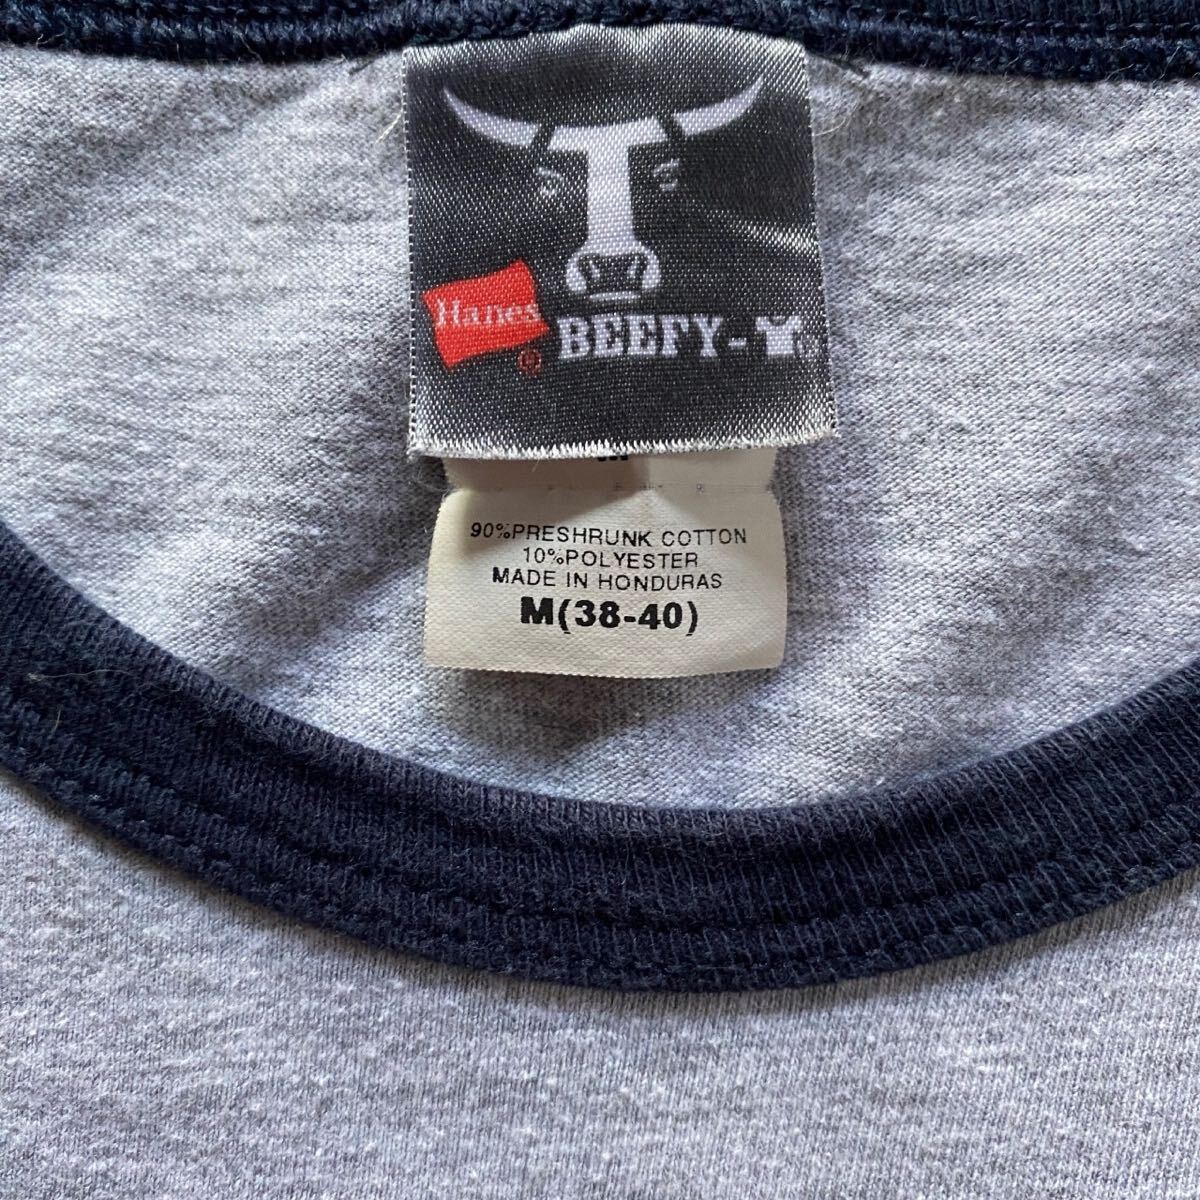 Hanes
®
BEEFY-
90%PRESHRUNK COTTON
10%POLYESTER
MADE IN HONDURAS
M(38-40)